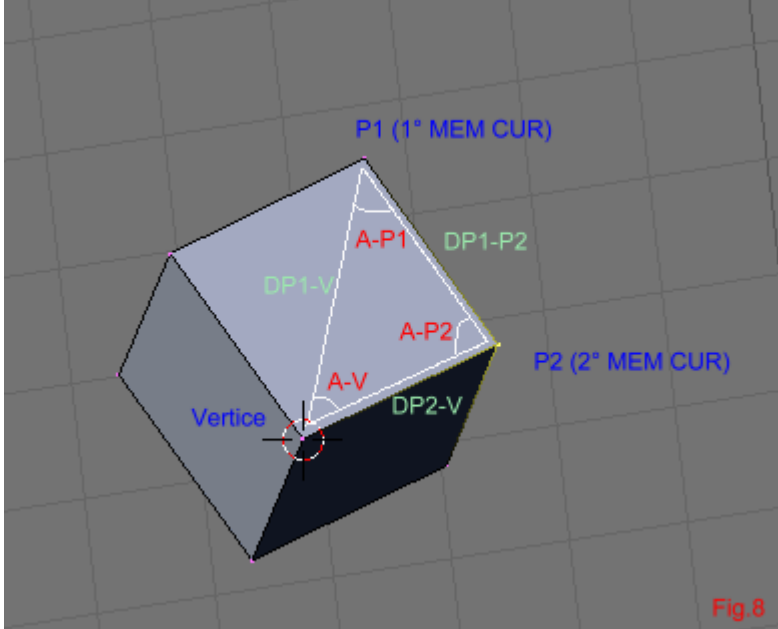 P1 (1° MEM CUR)
A-P1
DP1-P2
DP1-V
A-P2
P2 (2° MEM CUR)
A-V
DP2-V
Vertice
Fig.8